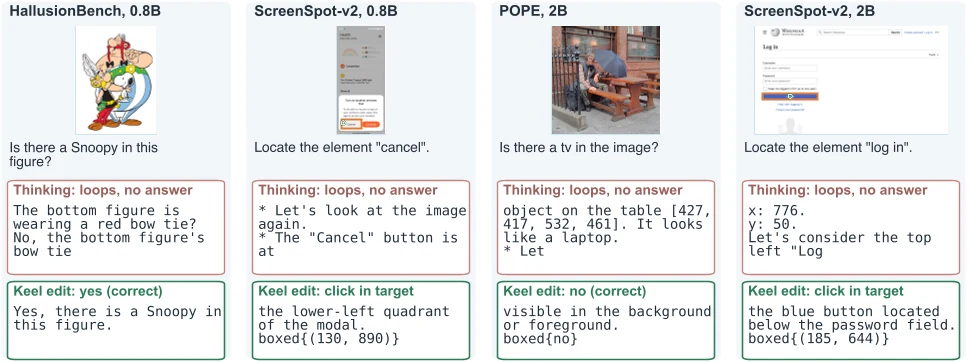 HallusionBench, 0.8B
Is there a Snoopy in this
figure?
Thinking: loops, no answer
The bottom figure is
wearing a red bow tie?
No, the bottom figure's
bow tie
Keel edit: yes (correct)
Yes, there is a Snoopy in
this figure.
ScreenSpot-v2, 0.8B
Locate the element "cancel".
Thinking: loops, no answer
* Let's look at the image
again.
* The "Cancel" button is
at
Keel edit: click in target
the lower-left quadrant
of the modal.
boxed{(130, 890)}
POPE, 2B
Is there a tv in the image?
Thinking: loops, no answer
object on the table [427,
417, 532, 461]. It looks
like a laptop.
* Let
Keel edit: no (correct)
visible in the background
or foreground.
boxed{no}
ScreenSpot-v2, 2B
Log in
Locate the element "log in".
Thinking: loops, no answer
x: 776.
y: 50.
Let's consider the top
left "Log
Keel edit: click in target
the blue button located
below the password field.
boxed{(185, 644)}